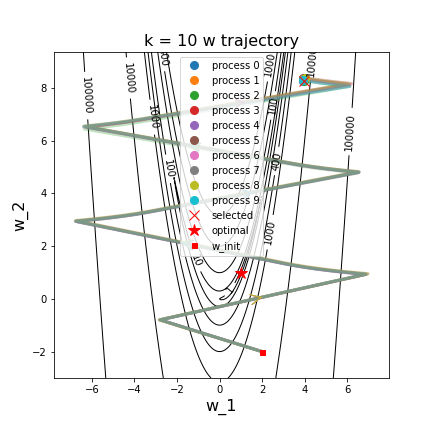 k = 10 w trajectory
process 0
process 1
process 2
process 3
process 4
process 5
process 6
process 7
process 8
process 9
selected
optimal
w_init
100000
10000
1000
1000
10000
100000
1000
100
400
8
6
4
2
0
−2
w_2
−6
−4
−2
0
2
4
6
w_1